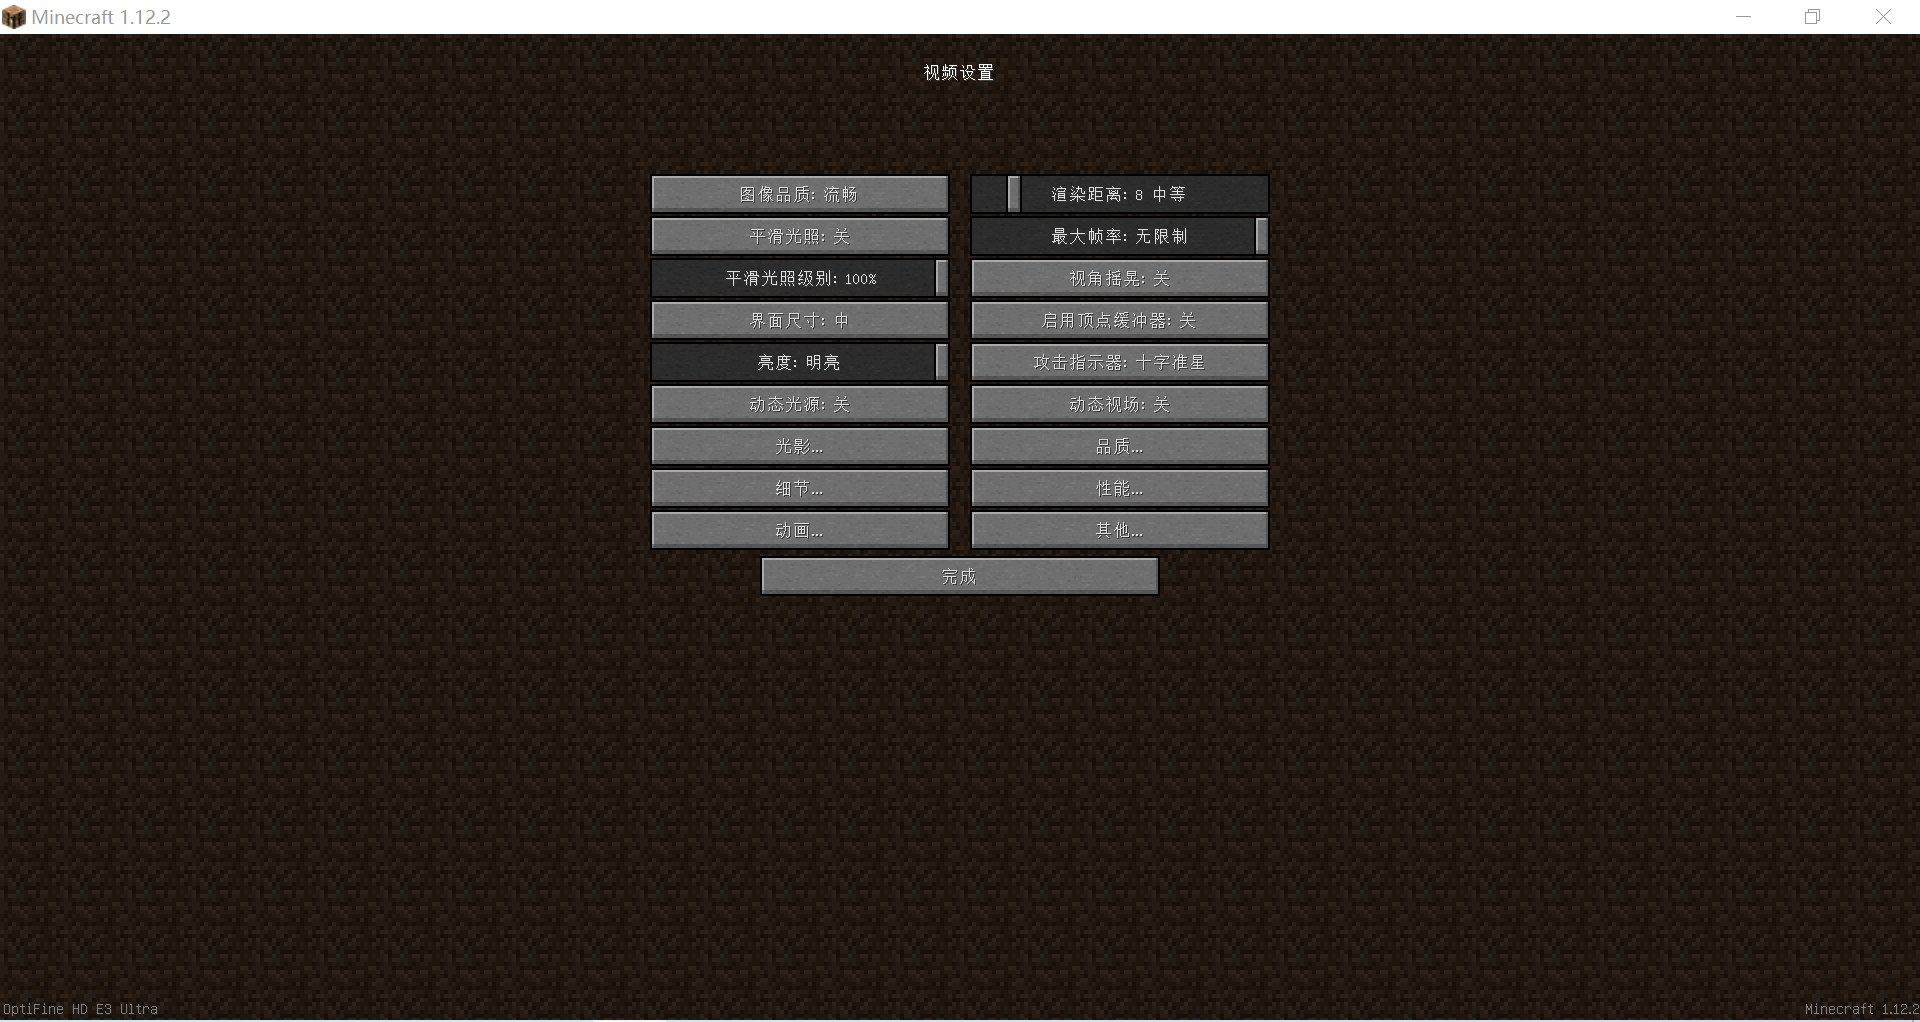 Minecraft 1.12.2
视频设置
图像品质: 流畅
渲染距离: 8 中等
平滑光照: 关
最大帧率: 无限制
平滑光照级别: 100%
视角摇晃: 关
界面尺寸: 中
启用顶点缓冲器: 关
亮度: 明亮
攻击指示器: 十字准星
动态光源: 关
动态视场: 关
光影...
品质...
细节...
性能...
动画...
其他...
完成
OptiFine HD E3 Ultra
Minecraft 1.12.2